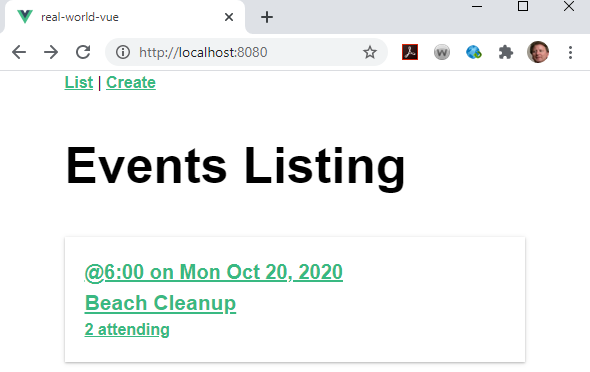 real-world-vue
http://localhost:8080
List | Create
Events Listing
@6:00 on Mon Oct 20, 2020
Beach Cleanup
2 attending